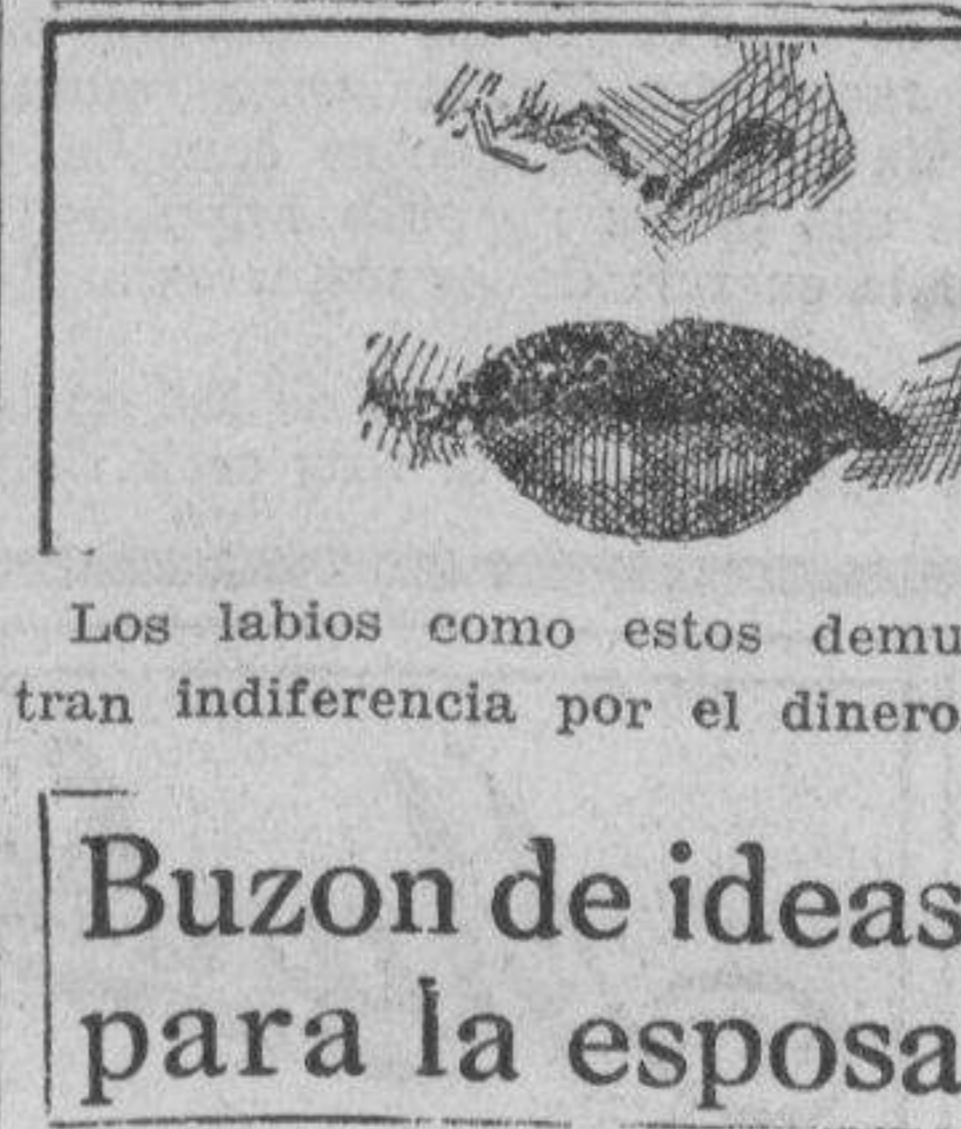 Los labios como estos demu
tran indiferencia por el dinero
Buzon de ideas
para la esposa